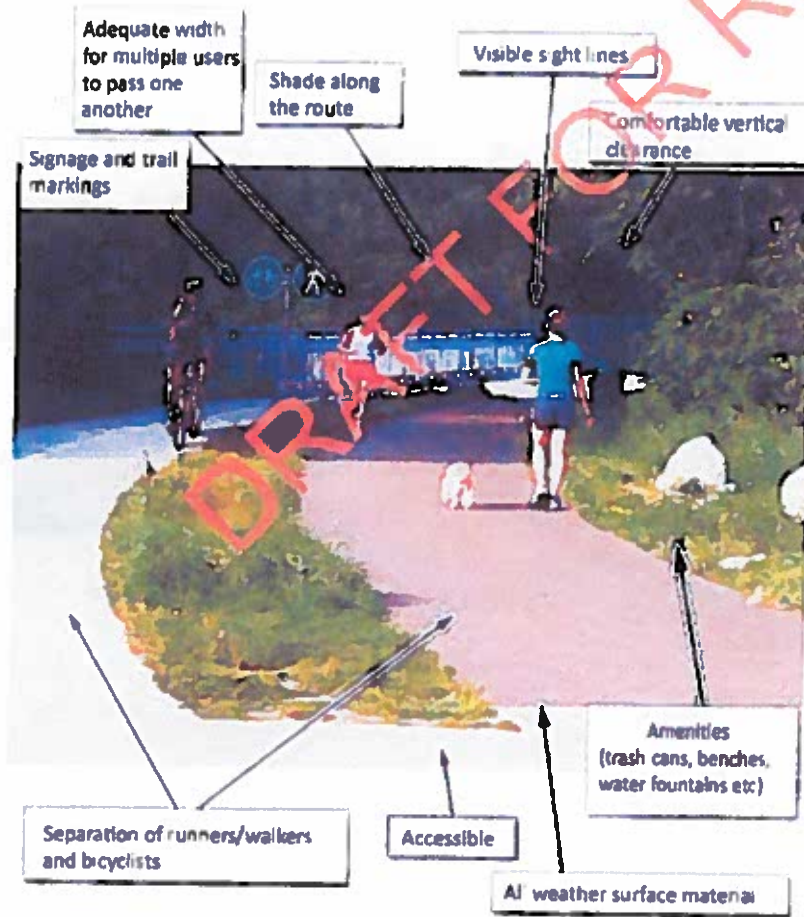 Adequate width
for multiple users
to pass one
another
Shade along
the route
Visible sight lines
Comfortable vertical
clearance
Signage and trail
markings
DRAFT FOR R
Amenities
(trash cans, benches,
water fountains etc)
Separation of runners/walkers
and bicyclists
Accessible
All weather surface material